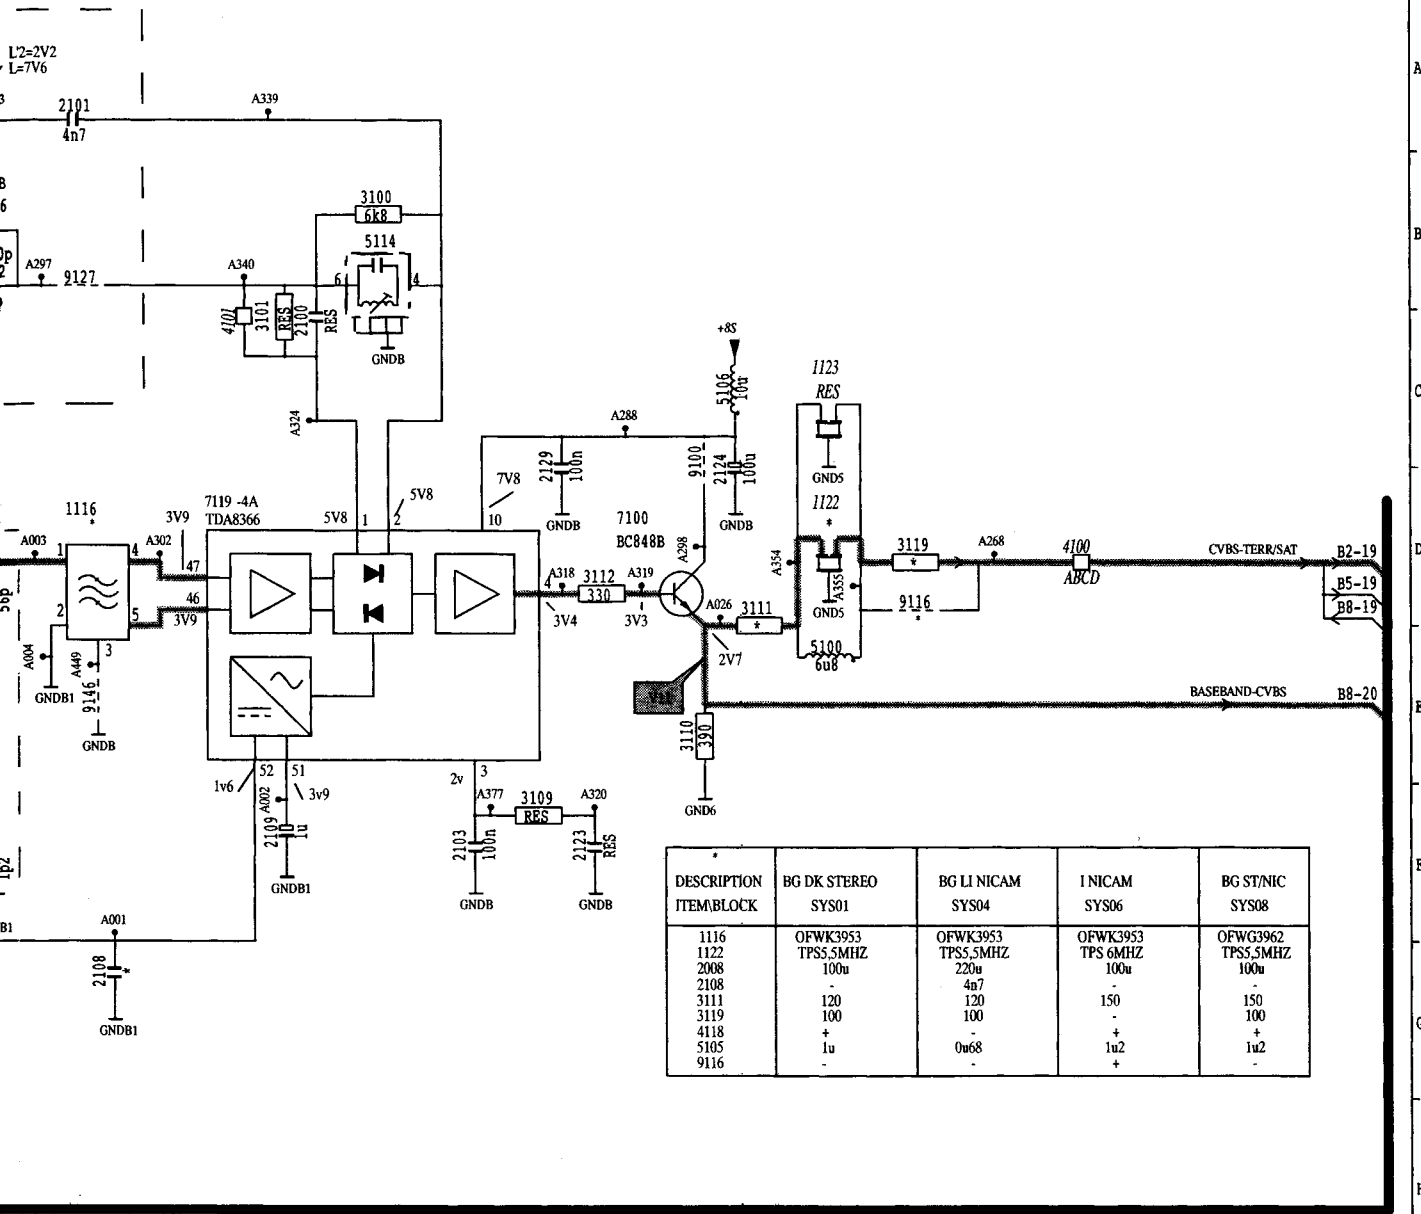 L'2=2V2
L=7V6
2101
4n7
A339
A
3
B
6
3100
6k8
5114
B
0p
2
A297
9127
A340
6
4
4101
3101
RES
2100
RES
GNDB
+8S
5106
10u
1123
RES
C
A324
A288
2129
100n
9100
2124
100u
GND5
1122
*
7V8
GNDB
GNDB
1116
*
3V9
7119 -4A
TDA8366
5V8
1
2
5V8
10
7100
BC848B
A298
A354
3119
*
A268
4100
ABCD
CVBS-TERR/SAT
B2-19
D
A003
1
4
A302
47
46
3V9
56p
2
5
3
4
A318
3112
330
A319
3V4
3V3
A026
3111
*
2V7
GND5
A355
9116
*
B5-19
B8-19
5100
6u8
*
A004
GNDB1
A449
9146
GNDB
3110
390
GND6
BASEBAND-CVBS
B8-20
1v6
52
51
3v9
A002
2109
1u
GNDB1
2v
3
A377
3109
RES
A320
2103
100n
2123
RES
GNDB
GNDB
1p2
B1
A001
2108
*
GNDB1
*
DESCRIPTION BG DK STEREO BG LI NICAM I NICAM BG ST/NIC
ITEM\BLOCK SYS01 SYS04 SYS06 SYS08
1116 OFWK3953 OFWK3953 OFWK3953 OFWG3962
1122 TPS5,5MHZ TPS5,5MHZ TPS 6MHZ TPS5,5MHZ
2008 100u 220u 100u 100u
2108 - 4n7 - -
3111 120 120 150 150
3119 100 100 - 100
4118 + - + +
5105 1u 0u68 1u2 1u2
9116 - - + -
G